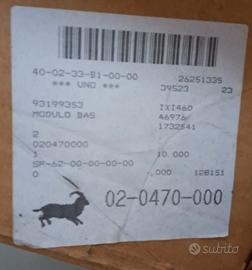 40-02-33-B1-00-00 26251335
*** UNO *** 39523 23
93199353 IXI460
MODULO BAS 46976
2 1732541
020470000
1 10.000
SP-62-00-00-00-00
0 .000 128151
02-0470-000
subito